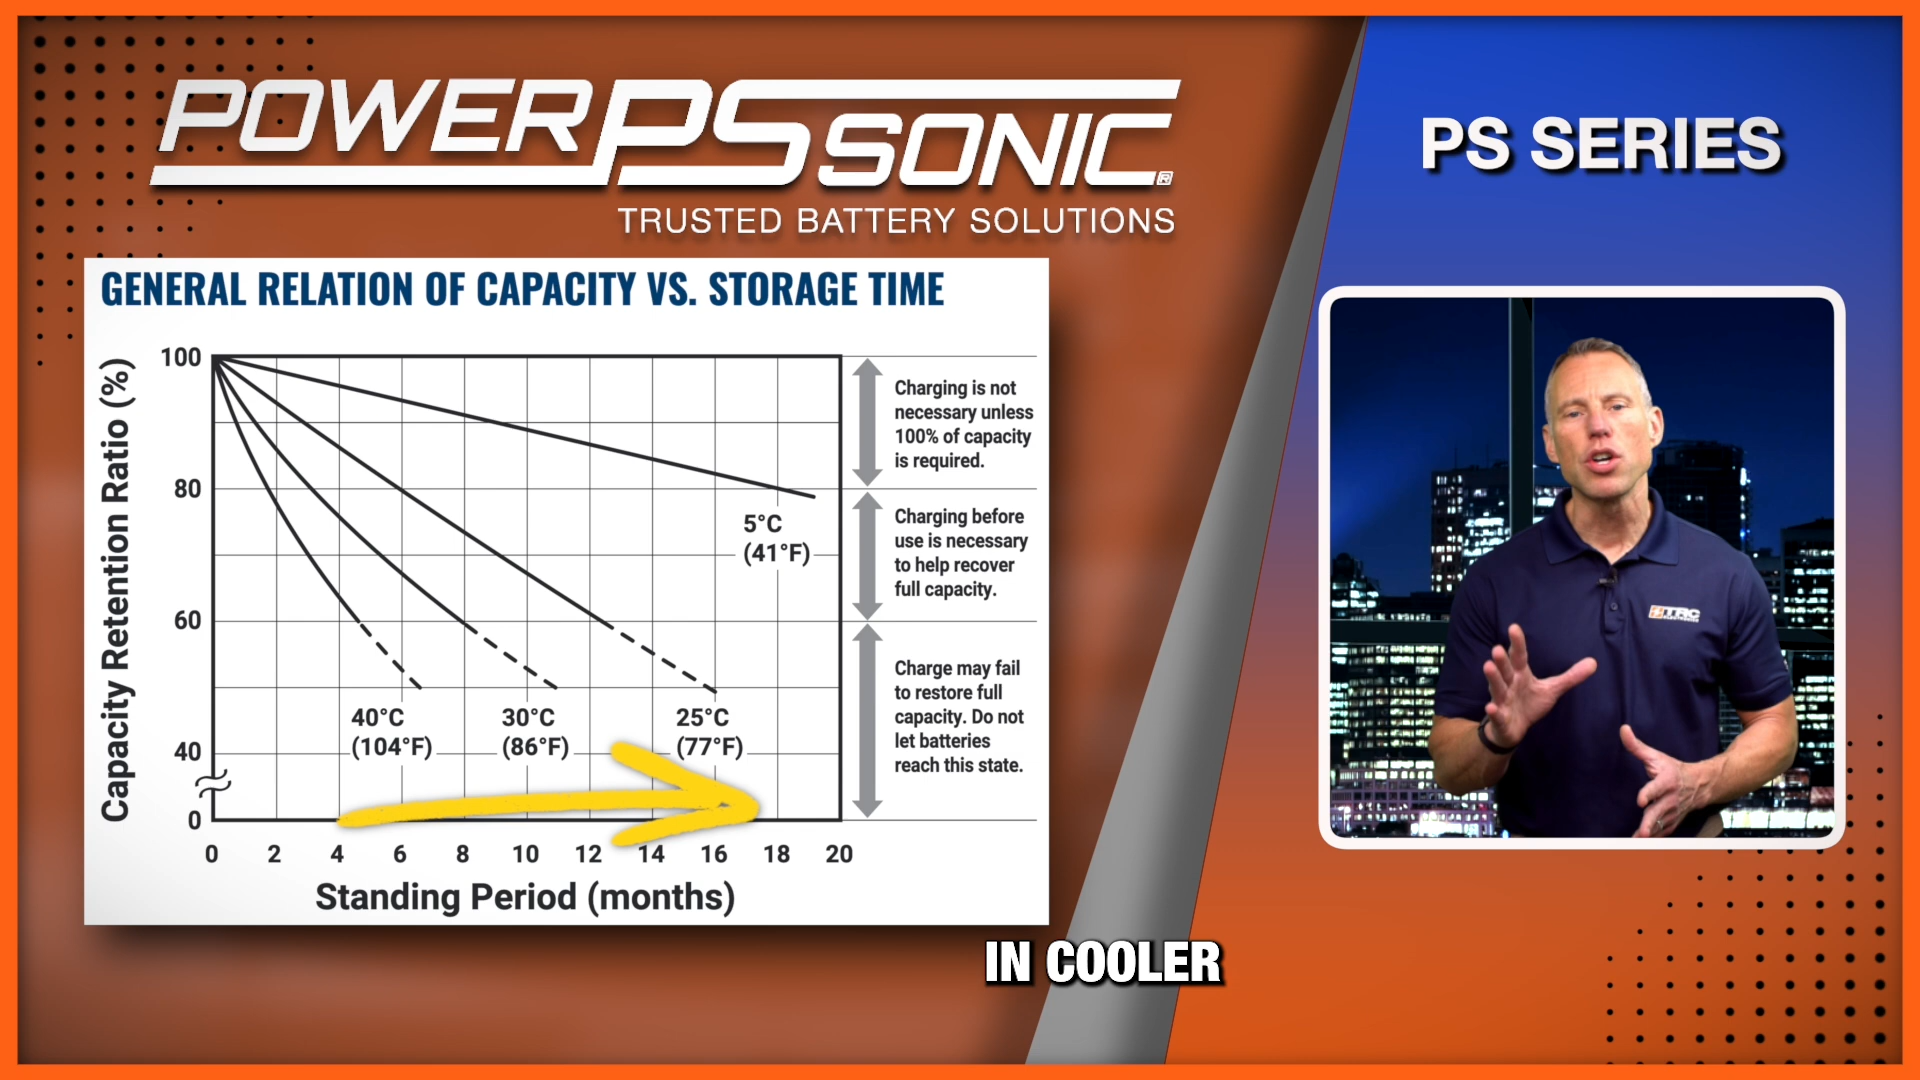 POWER PS SONIC®
TRUSTED BATTERY SOLUTIONS
PS SERIES
GENERAL RELATION OF CAPACITY VS. STORAGE TIME
Capacity Retention Ratio (%)
100
80
60
40
0
5°C
(41°F)
40°C
(104°F)
30°C
(86°F)
25°C
(77°F)
Charging is not
necessary unless
100% of capacity
is required.
Charging before
use is necessary
to help recover
full capacity.
Charge may fail
to restore full
capacity. Do not
let batteries
reach this state.
0 2 4 6 8 10 12 14 16 18 20
Standing Period (months)
TRC
ELECTRONICS
IN COOLER